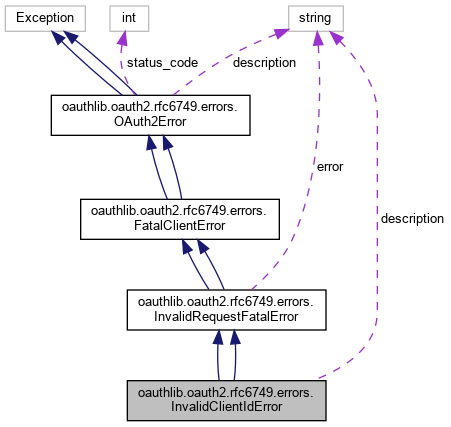 Exception
int
string
status_code
description
oauthlib.oauth2.rfc6749.errors.
OAuth2Error
error
oauthlib.oauth2.rfc6749.errors.
FatalClientError
description
oauthlib.oauth2.rfc6749.errors.
InvalidRequestFatalError
oauthlib.oauth2.rfc6749.errors.
InvalidClientIdError